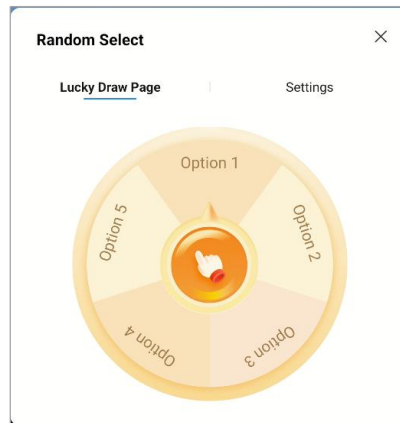 Random Select
Lucky Draw Page
Settings
Option 1
Option 2
Option 3
Option 4
Option 5